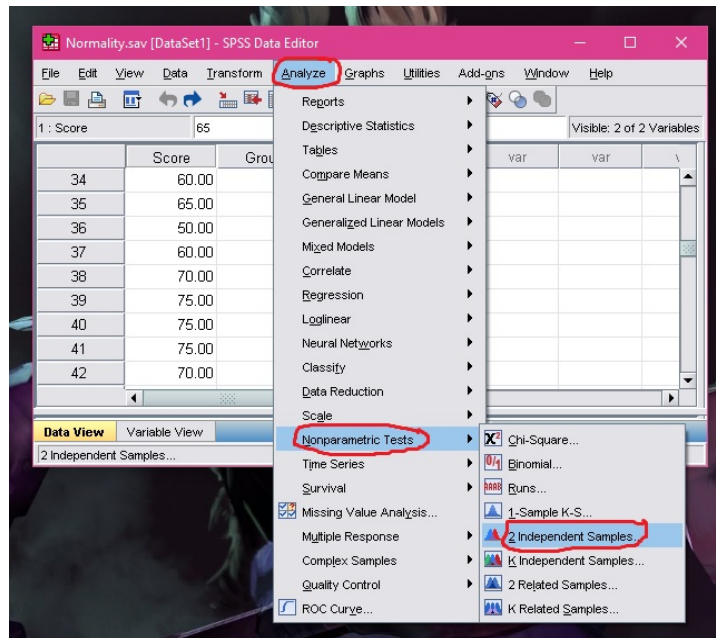 Normality.sav [DataSet1] - SPSS Data Editor
File Edit View Data Transform Analyze Graphs Utilities Add-ons Window Help
1 : Score 65 Visible: 2 of 2 Variables
Score Grou var var
34 60.00
35 65.00
36 50.00
37 60.00
38 70.00
39 75.00
40 75.00
41 75.00
42 70.00
Data View Variable View
2 Independent Samples...
Reports
Descriptive Statistics
Tables
Compare Means
General Linear Model
Generalized Linear Models
Mixed Models
Correlate
Regression
Loglinear
Neural Networks
Classify
Data Reduction
Scale
Nonparametric Tests
Time Series
Survival
Missing Value Analysis...
Multiple Response
Complex Samples
Quality Control
ROC Curve...
Chi-Square...
Binomial...
Runs...
1-Sample K-S...
2 Independent Samples...
K Independent Samples...
2 Related Samples...
K Related Samples...